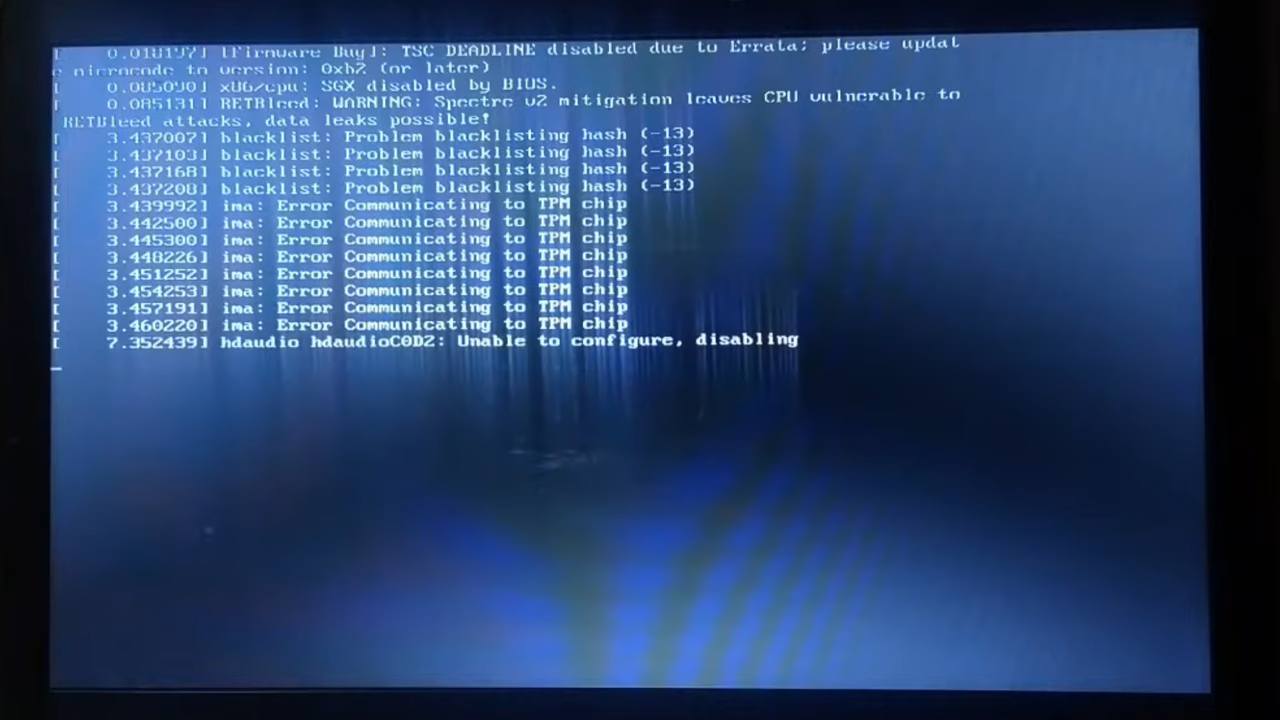 [    0.018197] [Firmware Bug]: TSC_DEADLINE disabled due to Errata; please updat
e microcode to version: 0xb2 (or later)
[    0.085090] x86/cpu: SGX disabled by BIOS.
[    0.085131] RETBleed: WARNING: Spectre v2 mitigation leaves CPU vulnerable to
RETBleed attacks, data leaks possible!
[    3.437007] blacklist: Problem blacklisting hash (-13)
[    3.437103] blacklist: Problem blacklisting hash (-13)
[    3.437168] blacklist: Problem blacklisting hash (-13)
[    3.437208] blacklist: Problem blacklisting hash (-13)
[    3.439992] ima: Error Communicating to TPM chip
[    3.442500] ima: Error Communicating to TPM chip
[    3.445300] ima: Error Communicating to TPM chip
[    3.448226] ima: Error Communicating to TPM chip
[    3.451252] ima: Error Communicating to TPM chip
[    3.454253] ima: Error Communicating to TPM chip
[    3.457191] ima: Error Communicating to TPM chip
[    3.460220] ima: Error Communicating to TPM chip
[    7.352439] hdaudio hdaudioC0D2: Unable to configure, disabling